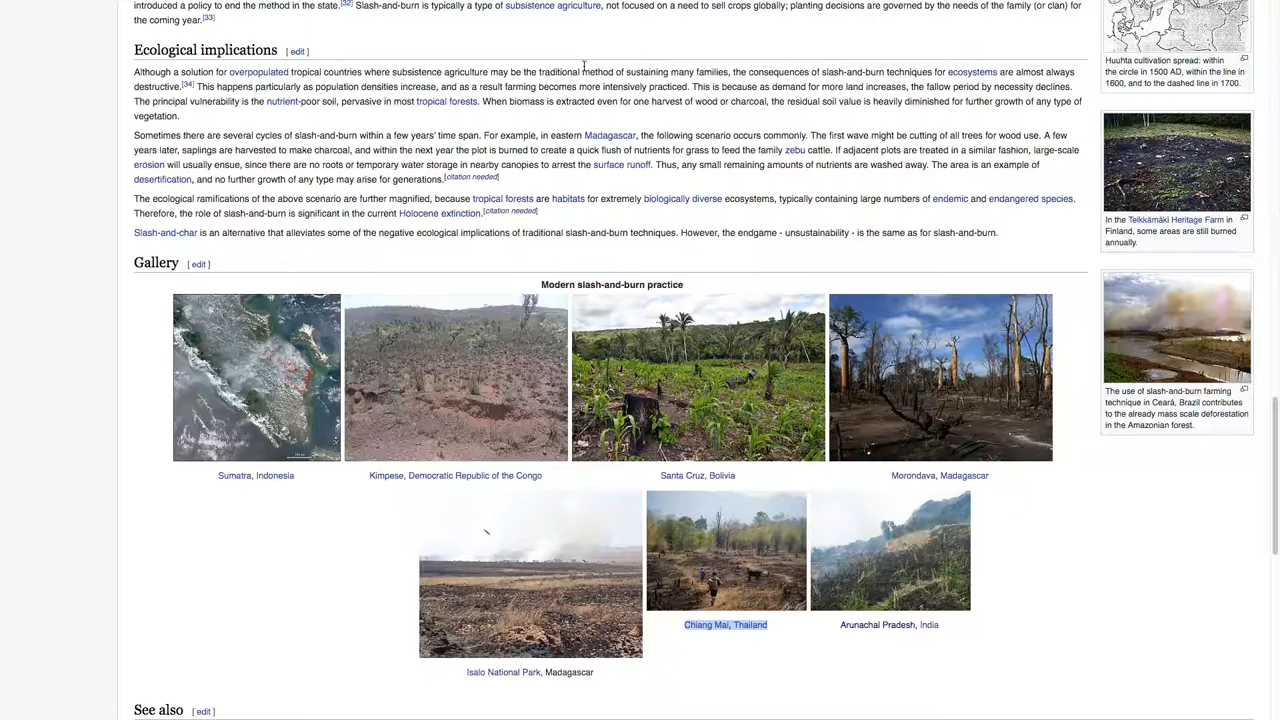 introduced a policy to end the method in the state.[32] Slash-and-burn is typically a type of subsistence agriculture, not focused on a need to sell crops globally; planting decisions are governed by the needs of the family (or clan) for
the coming year.[33]
Ecological implications [ edit ]
Although a solution for overpopulated tropical countries where subsistence agriculture may be the traditional method of sustaining many families, the consequences of slash-and-burn techniques for ecosystems are almost always
destructive.[34] This happens particularly as population densities increase, and as a result farming becomes more intensively practiced. This is because as demand for more land increases, the fallow period by necessity declines.
The principal vulnerability is the nutrient-poor soil, pervasive in most tropical forests. When biomass is extracted even for one harvest of wood or charcoal, the residual soil value is heavily diminished for further growth of any type of
vegetation.
Sometimes there are several cycles of slash-and-burn within a few years' time span. For example, in eastern Madagascar, the following scenario occurs commonly. The first wave might be cutting of all trees for wood use. A few
years later, saplings are harvested to make charcoal, and within the next year the plot is burned to create a quick flush of nutrients for grass to feed the family zebu cattle. If adjacent plots are treated in a similar fashion, large-scale
erosion will usually ensue, since there are no roots or temporary water storage in nearby canopies to arrest the surface runoff. Thus, any small remaining amounts of nutrients are washed away. The area is an example of
desertification, and no further growth of any type may arise for generations.[citation needed]
The ecological ramifications of the above scenario are further magnified, because tropical forests are habitats for extremely biologically diverse ecosystems, typically containing large numbers of endemic and endangered species.
Therefore, the role of slash-and-burn is significant in the current Holocene extinction.[citation needed]
Slash-and-char is an alternative that alleviates some of the negative ecological implications of traditional slash-and-burn techniques. However, the endgame - unsustainability - is the same as for slash-and-burn.
Gallery [ edit ]
Modern slash-and-burn practice
Sumatra, Indonesia
Kimpese, Democratic Republic of the Congo
Santa Cruz, Bolivia
Morondava, Madagascar
Isalo National Park, Madagascar
Chiang Mai, Thailand
Arunachal Pradesh, India
See also [ edit ]
Huuhta cultivation spread: within
the circle in 1500 AD, within the line in
1600, and to the dashed line in 1700.
In the Telkkämäki Heritage Farm in
Finland, some areas are still burned
annually.
The use of slash-and-burn farming
technique in Ceará, Brazil contributes
to the already mass scale deforestation
in the Amazonian forest.